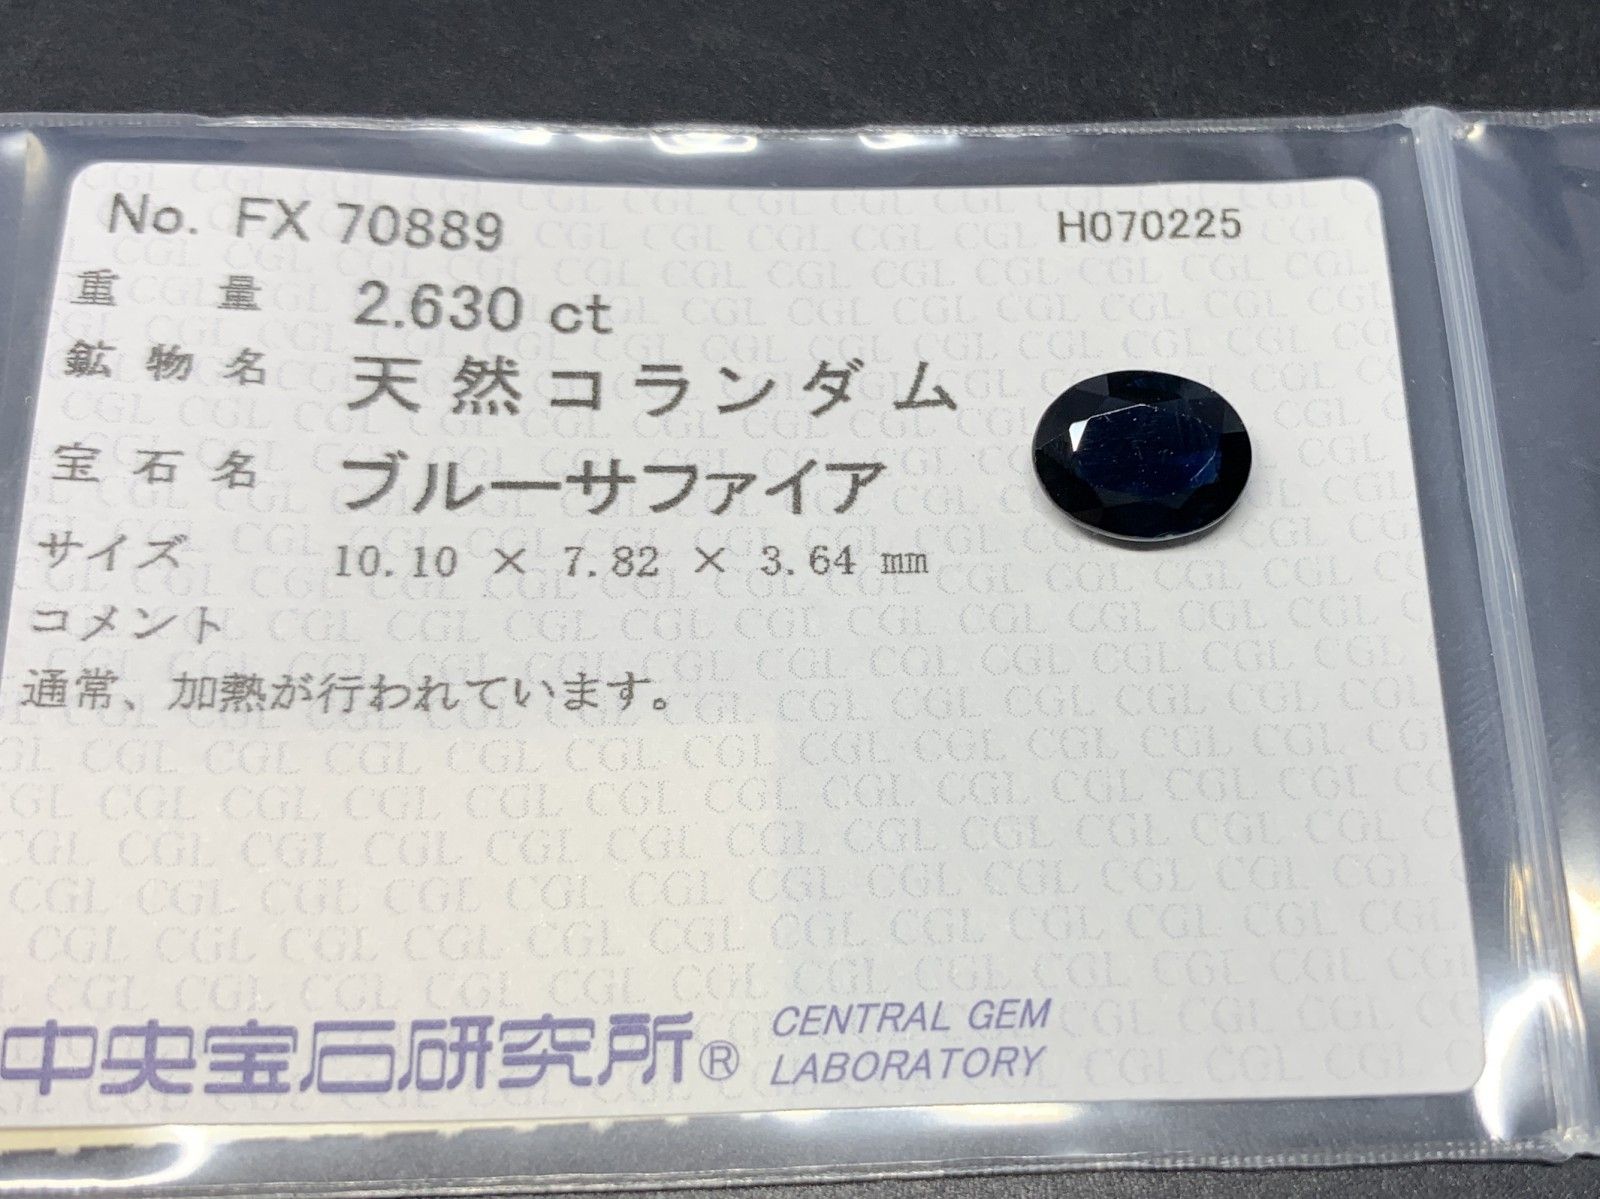 No. FX 70889 H070225
重量 2.630 ct
鉱物名 天然コランダム
宝石名 ブルーサファイア
サイズ 10.10 × 7.82 × 3.64 mm
コメント
通常、加熱が行われています。
中央宝石研究所® CENTRAL GEM
LABORATORY